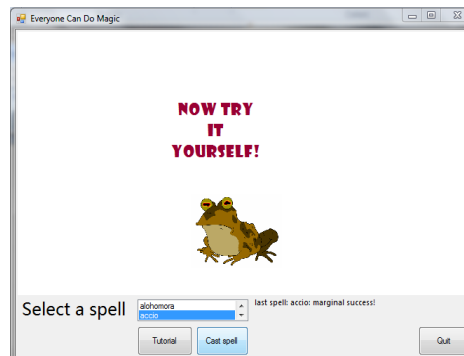 Everyone Can Do Magic
NOW TRY
IT
YOURSELF!
Select a spell
alohomora
accio
last spell: accio: marginal success!
Tutorial
Cast spell
Quit